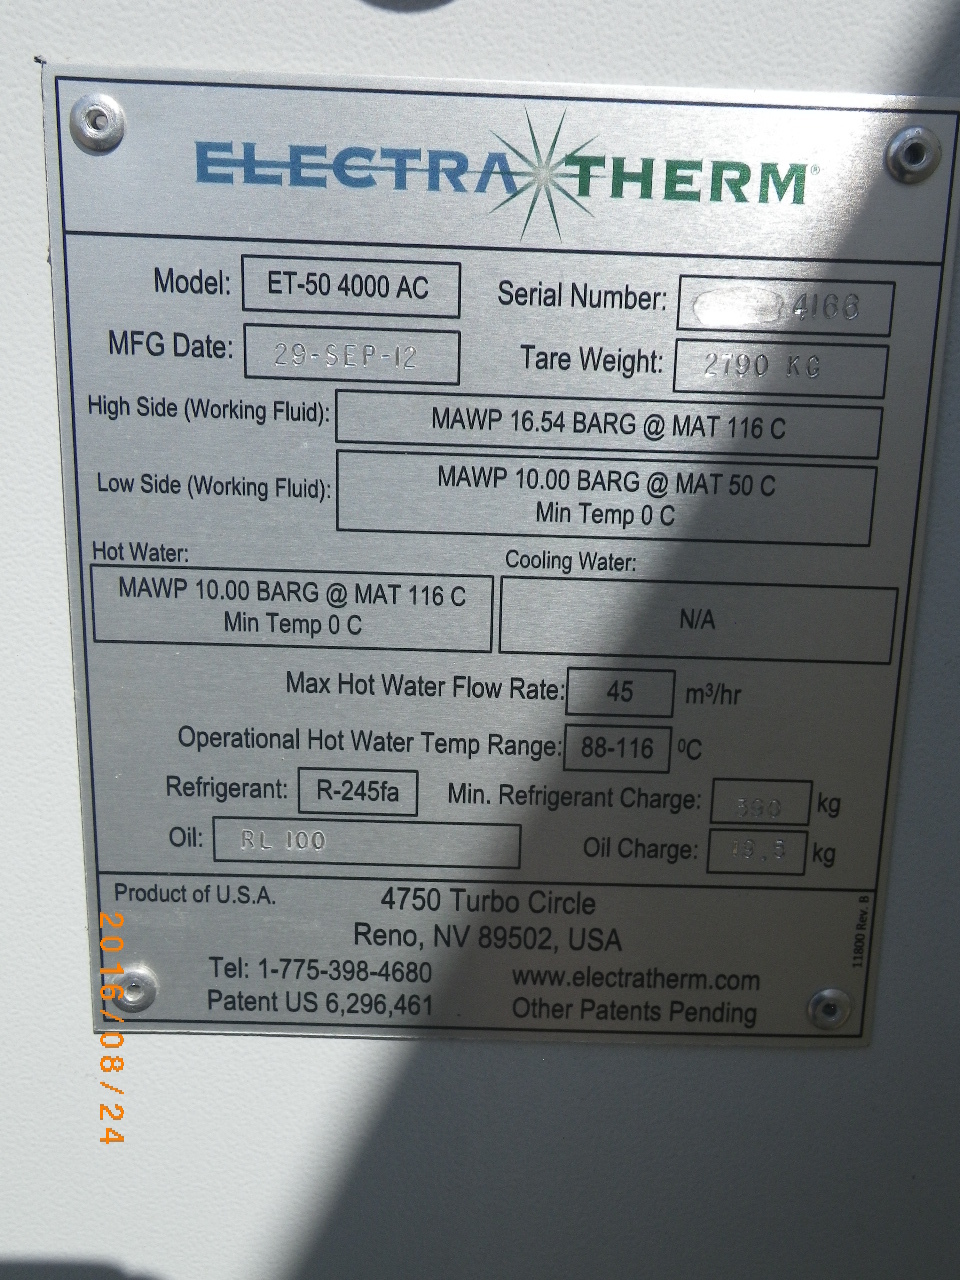 ELECTRATHERM®
Model: ET-50 4000 AC
Serial Number: 4166
MFG Date: 29-SEP-12
Tare Weight: 2790 KG
High Side (Working Fluid): MAWP 16.54 BARG @ MAT 116 C
Low Side (Working Fluid): MAWP 10.00 BARG @ MAT 50 C
Min Temp 0 C
Hot Water:
MAWP 10.00 BARG @ MAT 116 C
Min Temp 0 C
Cooling Water:
N/A
Max Hot Water Flow Rate: 45 m³/hr
Operational Hot Water Temp Range: 88-116 ⁰C
Refrigerant: R-245fa
Min. Refrigerant Charge: kg
Oil: RL 100
Oil Charge: kg
Product of U.S.A.
4750 Turbo Circle
Reno, NV 89502, USA
Tel: 1-775-398-4680
www.electratherm.com
Patent US 6,296,461
Other Patents Pending
11800 Rev. B
2016/08/24